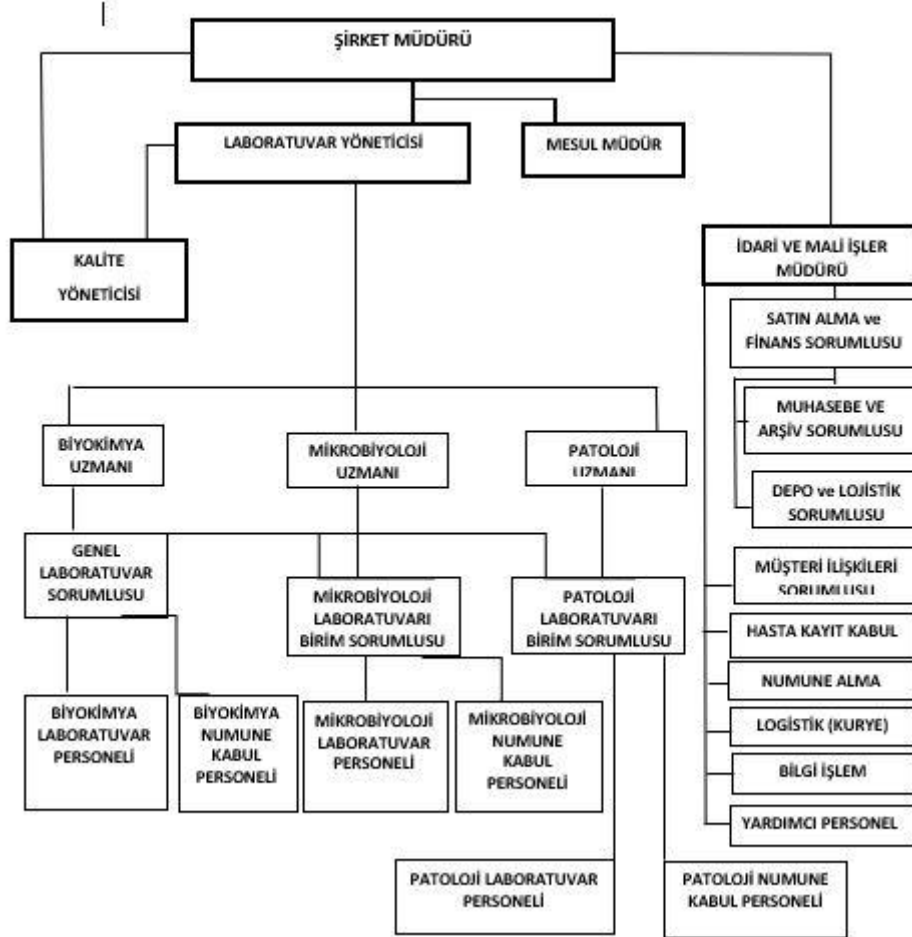 ŞİRKET MÜDÜRÜ
LABORATUVAR YÖNETİCİSİ
MESUL MÜDÜR
KALİTE
YÖNETİCİSİ
İDARİ VE MALİ İŞLER
MÜDÜRÜ
SATIN ALMA ve
FİNANS SORUMLUSU
MUHASEBE VE
ARŞİV SORUMLUSU
DEPO ve LOJİSTİK
SORUMLUSU
BİYOKİMYA
UZMANI
MİKROBİYOLOJİ
UZMANI
PATOLOJİ
UZMANI
GENEL
LABORATUVAR
SORUMLUSU
MİKROBİYOLOJİ
LABORATUVARI
BİRİM SORUMLUSU
PATOLOJİ
LABORATUVARI
BİRİM SORUMLUSU
MÜŞTERİ İLİŞKİLERİ
SORUMLUSU
HASTA KAYIT KABUL
NUMUNE ALMA
LOGİSTİK (KURYE)
BİLGİ İŞLEM
YARDIMCI PERSONEL
BİYOKİMYA
LABORATUVAR
PERSONELİ
BİYOKİMYA
NUMUNE
KABUL
PERSONELİ
MİKROBİYOLOJİ
LABORATUVAR
PERSONELİ
MİKROBİYOLOJİ
NUMUNE
KABUL
PERSONELİ
PATOLOJİ LABORATUVAR
PERSONELİ
PATOLOJİ NUMUNE
KABUL PERSONELİ